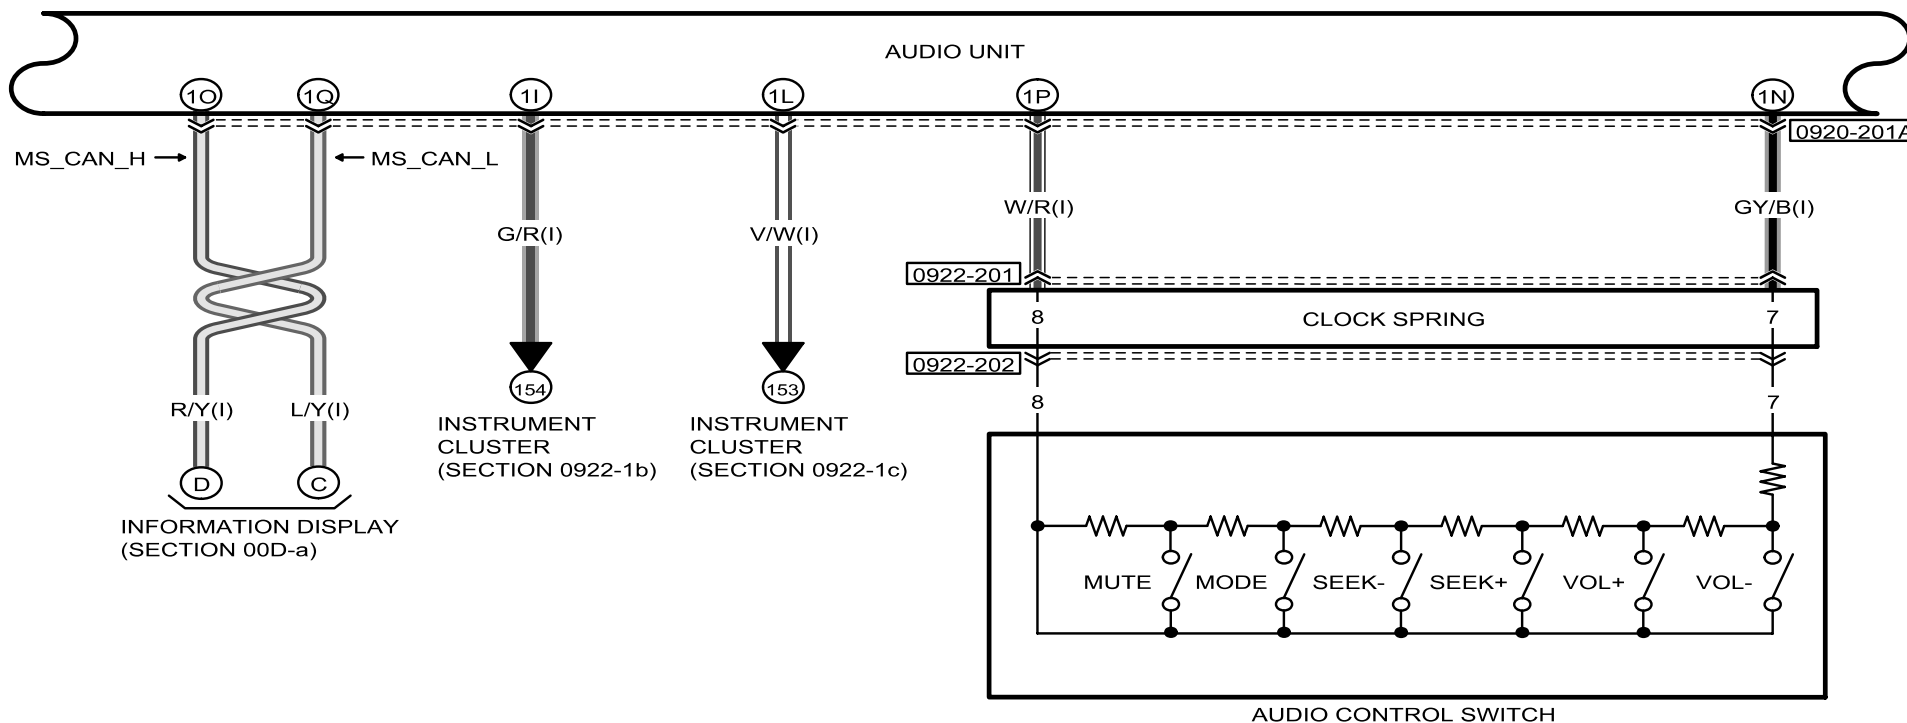 AUDIO UNIT
1O 1Q 1I 1L 1P 1N
0920-201A
MS_CAN_H MS_CAN_L
W/R(I) GY/B(I)
G/R(I) V/W(I)
0922-201
8 CLOCK SPRING 7
0922-202
154 153
8 7
R/Y(I) L/Y(I)
INSTRUMENT
CLUSTER
(SECTION 0922-1b)
INSTRUMENT
CLUSTER
(SECTION 0922-1c)
D C
INFORMATION DISPLAY
(SECTION 00D-a)
MUTE MODE SEEK- SEEK+ VOL+ VOL-
AUDIO CONTROL SWITCH